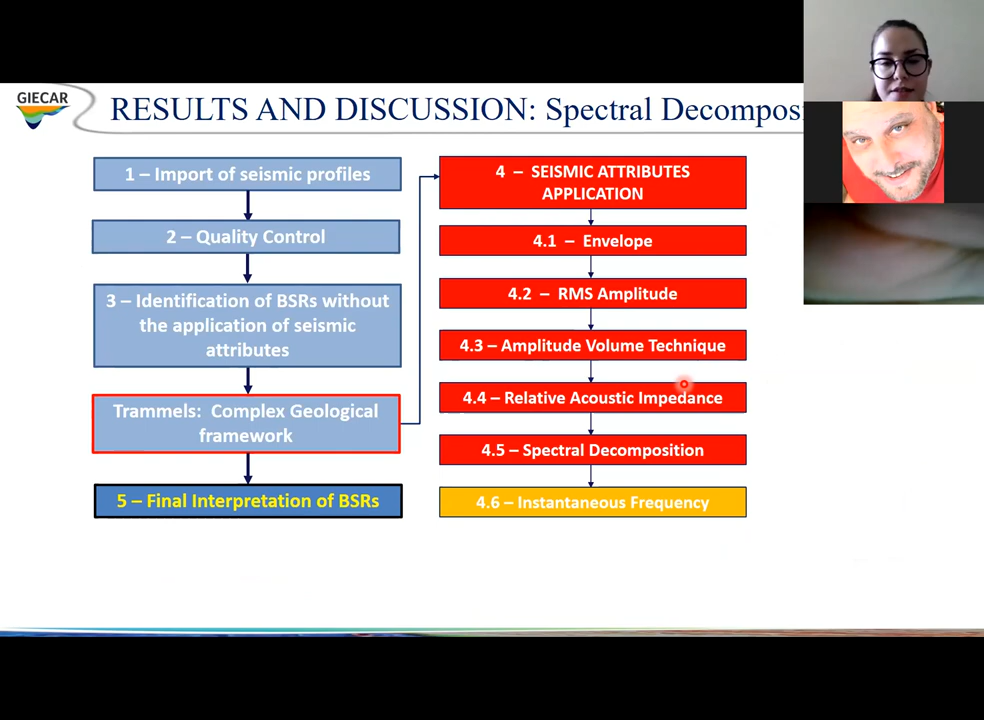 GIECAR
RESULTS AND DISCUSSION: Spectral Decompos
1 – Import of seismic profiles
2 – Quality Control
3 – Identification of BSRs without
the application of seismic
attributes
Trammels: Complex Geological
framework
5 – Final Interpretation of BSRs
4 – SEISMIC ATTRIBUTES
APPLICATION
4.1 – Envelope
4.2 – RMS Amplitude
4.3 – Amplitude Volume Technique
4.4 – Relative Acoustic Impedance
4.5 – Spectral Decomposition
4.6 – Instantaneous Frequency